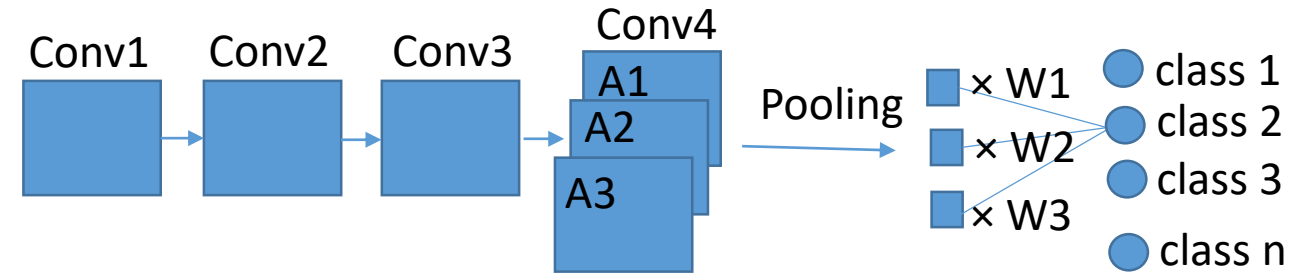 Conv1
Conv2
Conv3
Conv4
A1
A2
A3
Pooling
× W1
× W2
× W3
class 1
class 2
class 3
class n